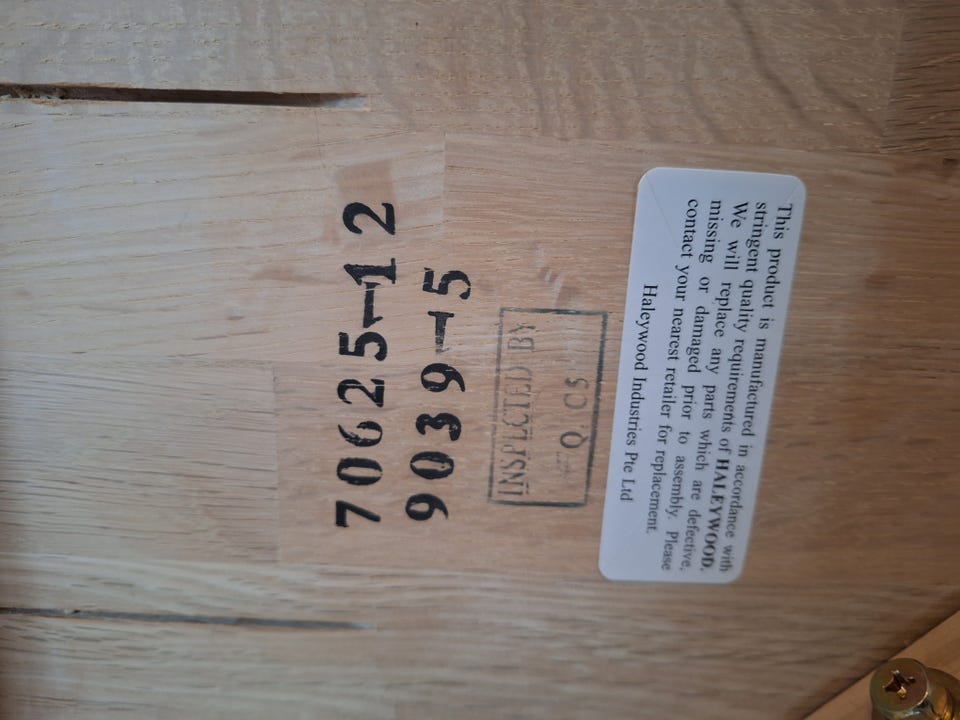 This product is manufactured in accordance with
stringent quality requirements of HALEYWOOD.
We will replace any parts which are defective,
missing or damaged prior to assembly. Please
contact your nearest retailer for replacement.
Haleywood Industries Pte Ltd
70625-12
9039-5
INSPECTED BY